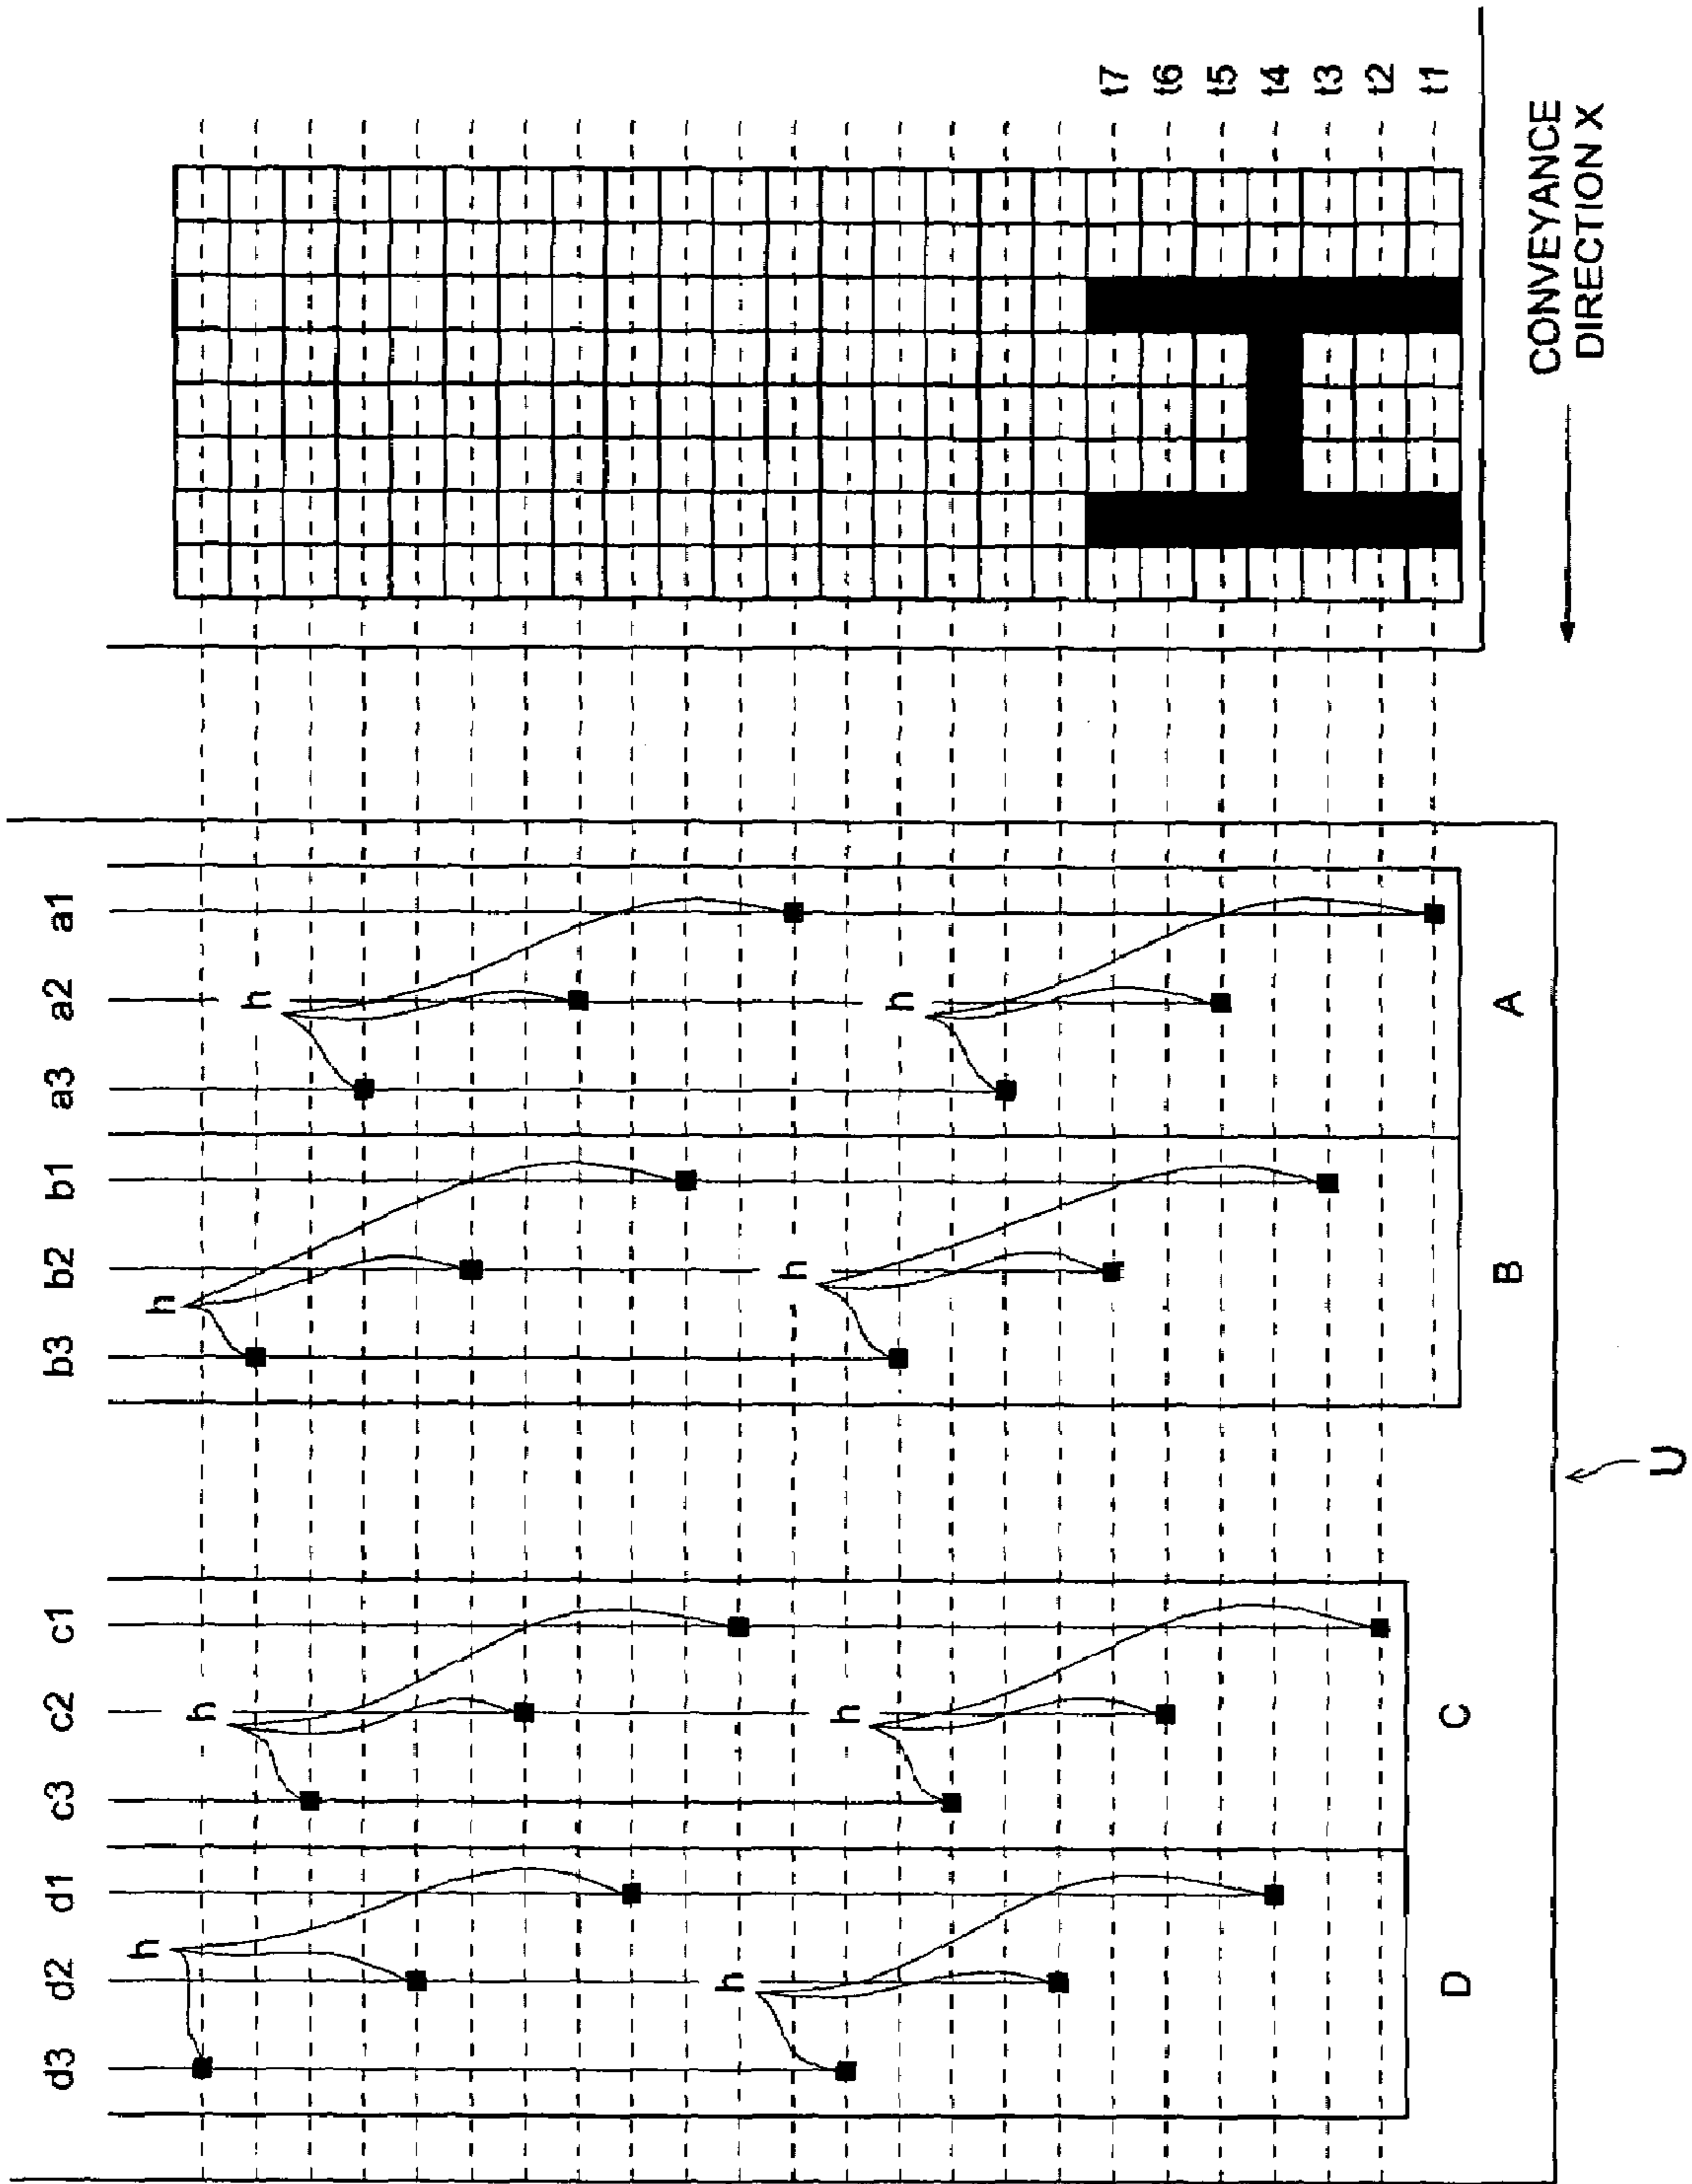 d3 d2 d1 c3 c2 c1 b3 b2 b1 a3 a2 a1
h
h
h
h
h
h
h
h
t7
t6
t5
t4
t3
t2
t1
D C B A
U
CONVEYANCE
DIRECTION X